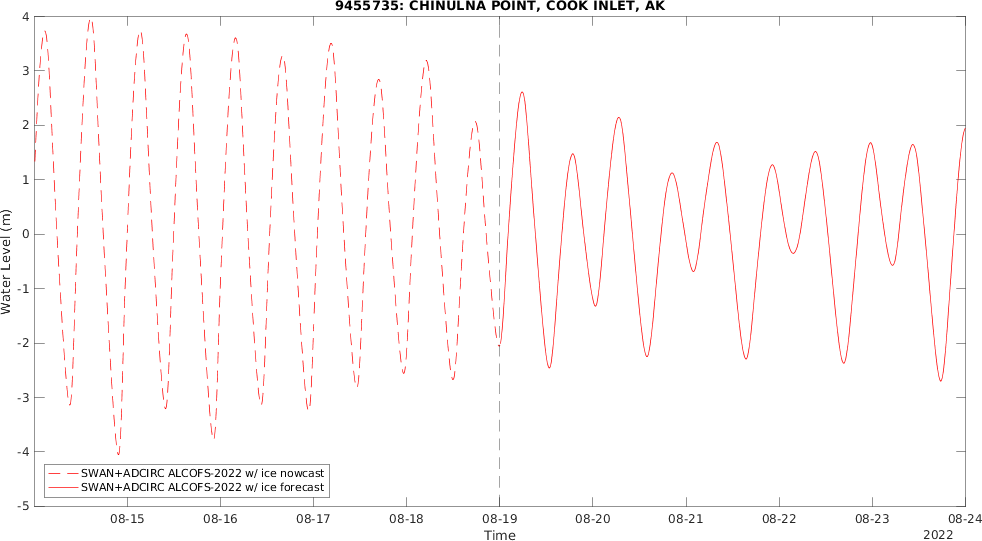 9455735: CHINULNA POINT, COOK INLET, AK
4
3
2
1
0
-1
-2
-3
-4
-5
Water Level (m)
SWAN+ADCIRC ALCOFS-2022 w/ ice nowcast
SWAN+ADCIRC ALCOFS-2022 w/ ice forecast
08-15 08-16 08-17 08-18 08-19 08-20 08-21 08-22 08-23 08-24
Time
2022